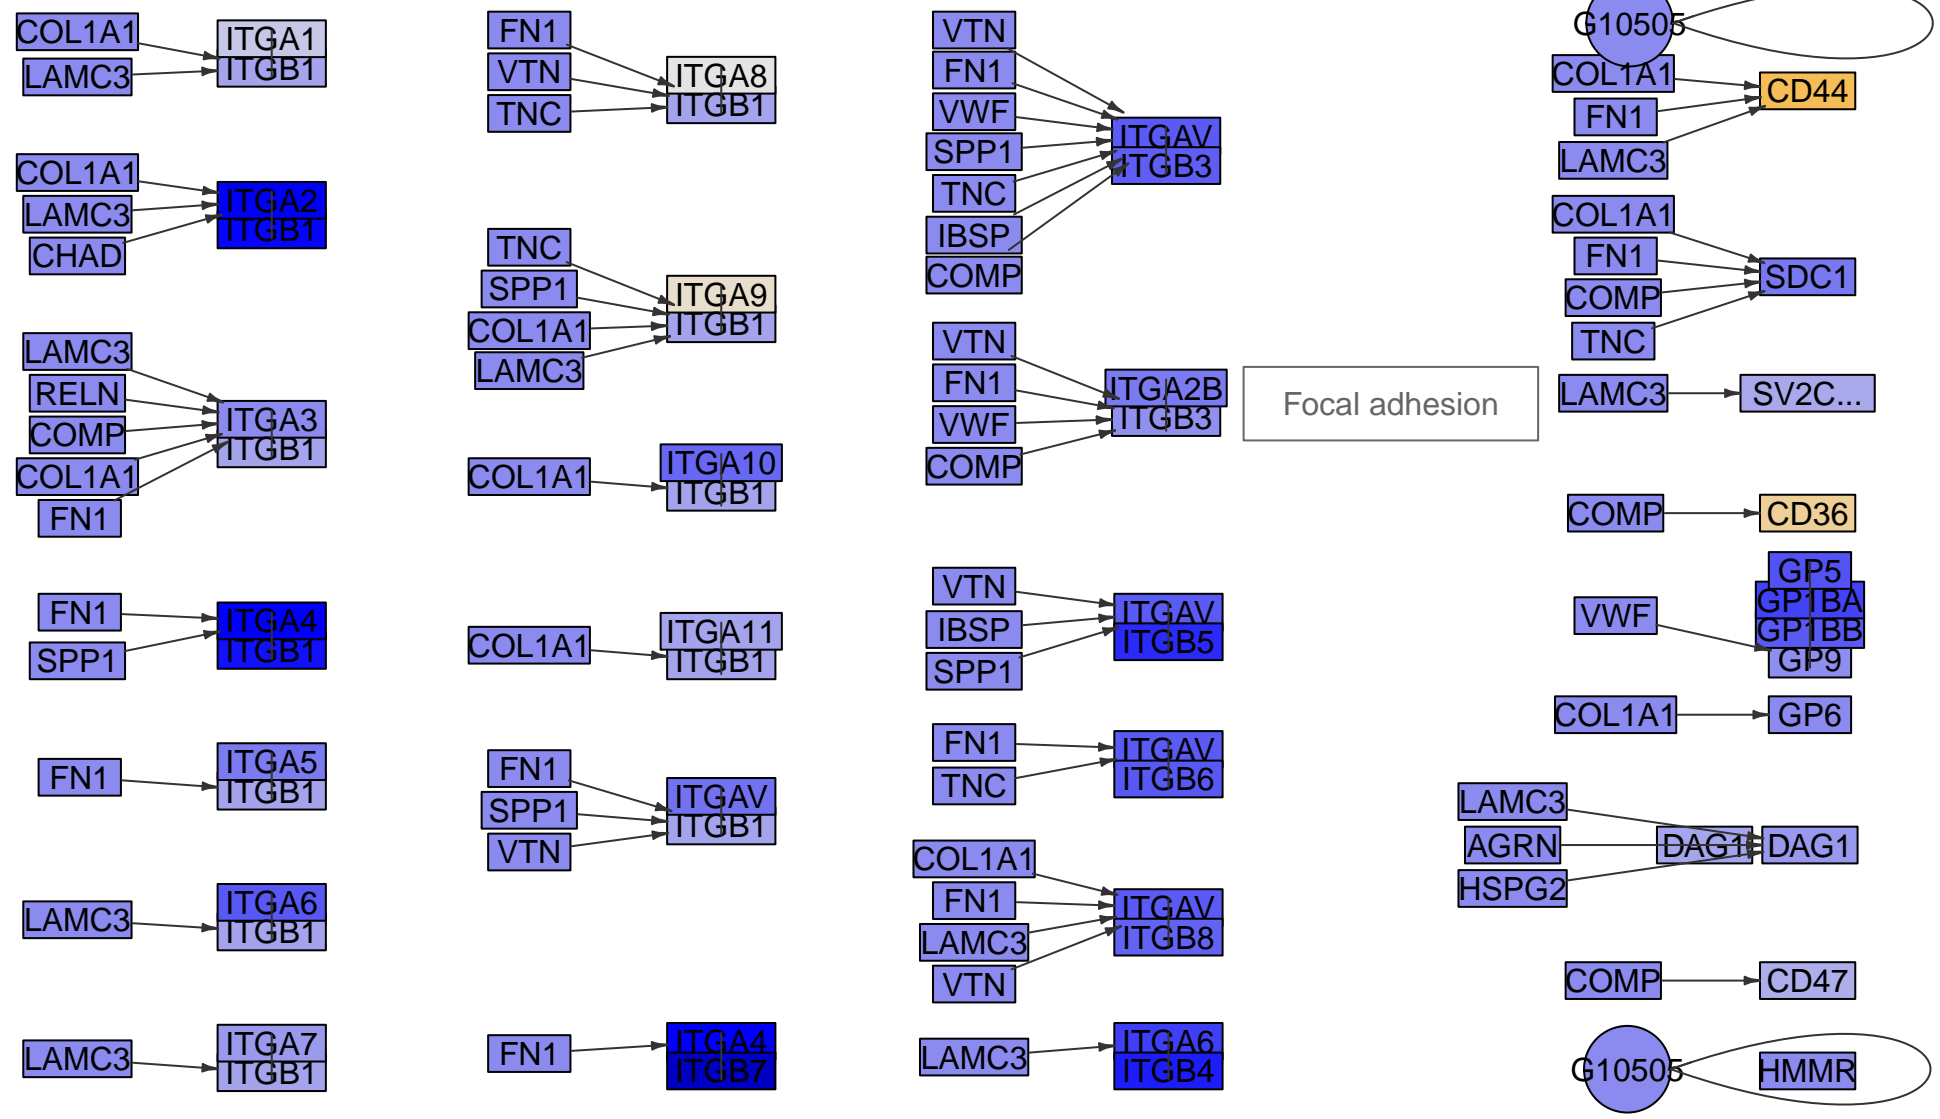 COL1A1
LAMC3
ITGA1
ITGB1
COL1A1
LAMC3
CHAD
ITGA2
ITGB1
LAMC3
RELN
COMP
COL1A1
FN1
ITGA3
ITGB1
FN1
SPP1
ITGA4
ITGB1
FN1
ITGA5
ITGB1
LAMC3
ITGA6
ITGB1
LAMC3
ITGA7
ITGB1
FN1
VTN
TNC
ITGA8
ITGB1
TNC
SPP1
COL1A1
LAMC3
ITGA9
ITGB1
COL1A1
ITGA10
ITGB1
COL1A1
ITGA11
ITGB1
FN1
SPP1
VTN
ITGAV
ITGB1
FN1
ITGA4
ITGB7
VTN
FN1
VWF
SPP1
TNC
IBSP
COMP
ITGAV
ITGB3
VTN
FN1
VWF
COMP
ITGA2B
ITGB3
Focal adhesion
VTN
IBSP
SPP1
ITGAV
ITGB5
FN1
TNC
ITGAV
ITGB6
COL1A1
FN1
LAMC3
VTN
ITGAV
ITGB8
LAMC3
ITGA6
ITGB4
G10505
COL1A1
FN1
LAMC3
CD44
COL1A1
FN1
COMP
TNC
SDC1
LAMC3
SV2C...
COMP
CD36
VWF
GP5
GP1BA
GP1BB
GP9
COL1A1
GP6
LAMC3
AGRN
HSPG2
DAG1
DAG1
COMP
CD47
G10505
HMMR